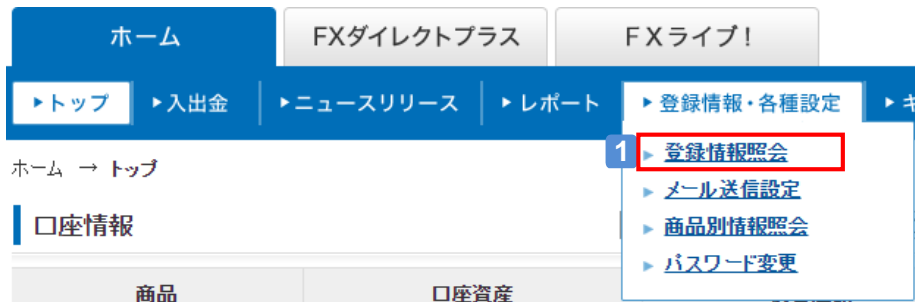 ホーム FXダイレクトプラス FXライブ!
▶トップ ▶入出金 ▶ニュースリリース ▶レポート ▶登録情報・各種設定
1 ▶ 登録情報照会
ホーム → トップ
▶ メール送信設定
口座情報
▶ 商品別情報照会
▶ パスワード変更
商品 口座資産